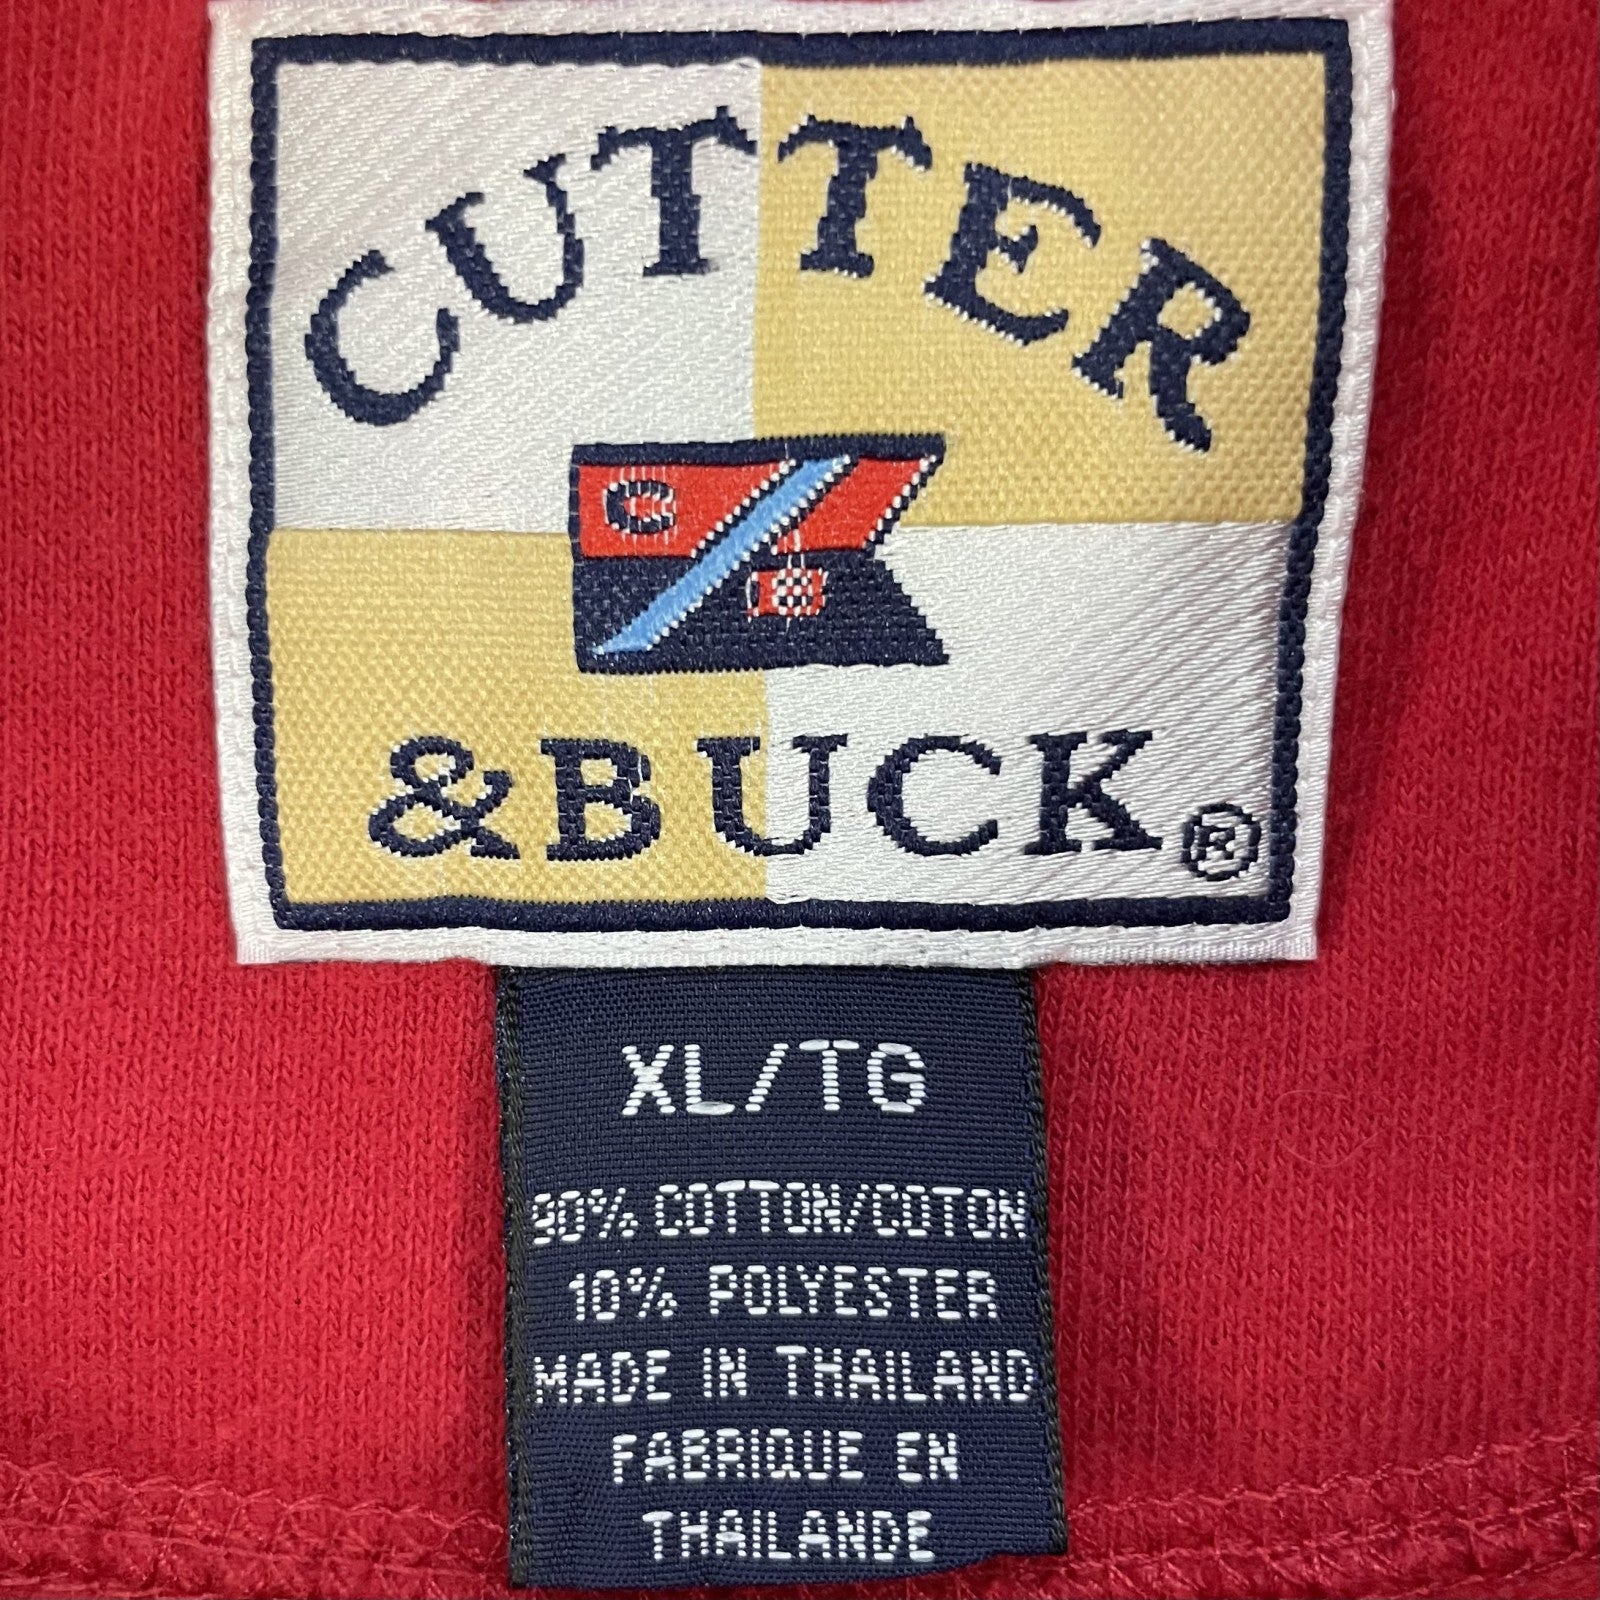 CUTTER
C
& BUCK®
XL/TG
90% COTTON/COTON
10% POLYESTER
MADE IN THAILAND
FABRIQUE EN
THAILANDE